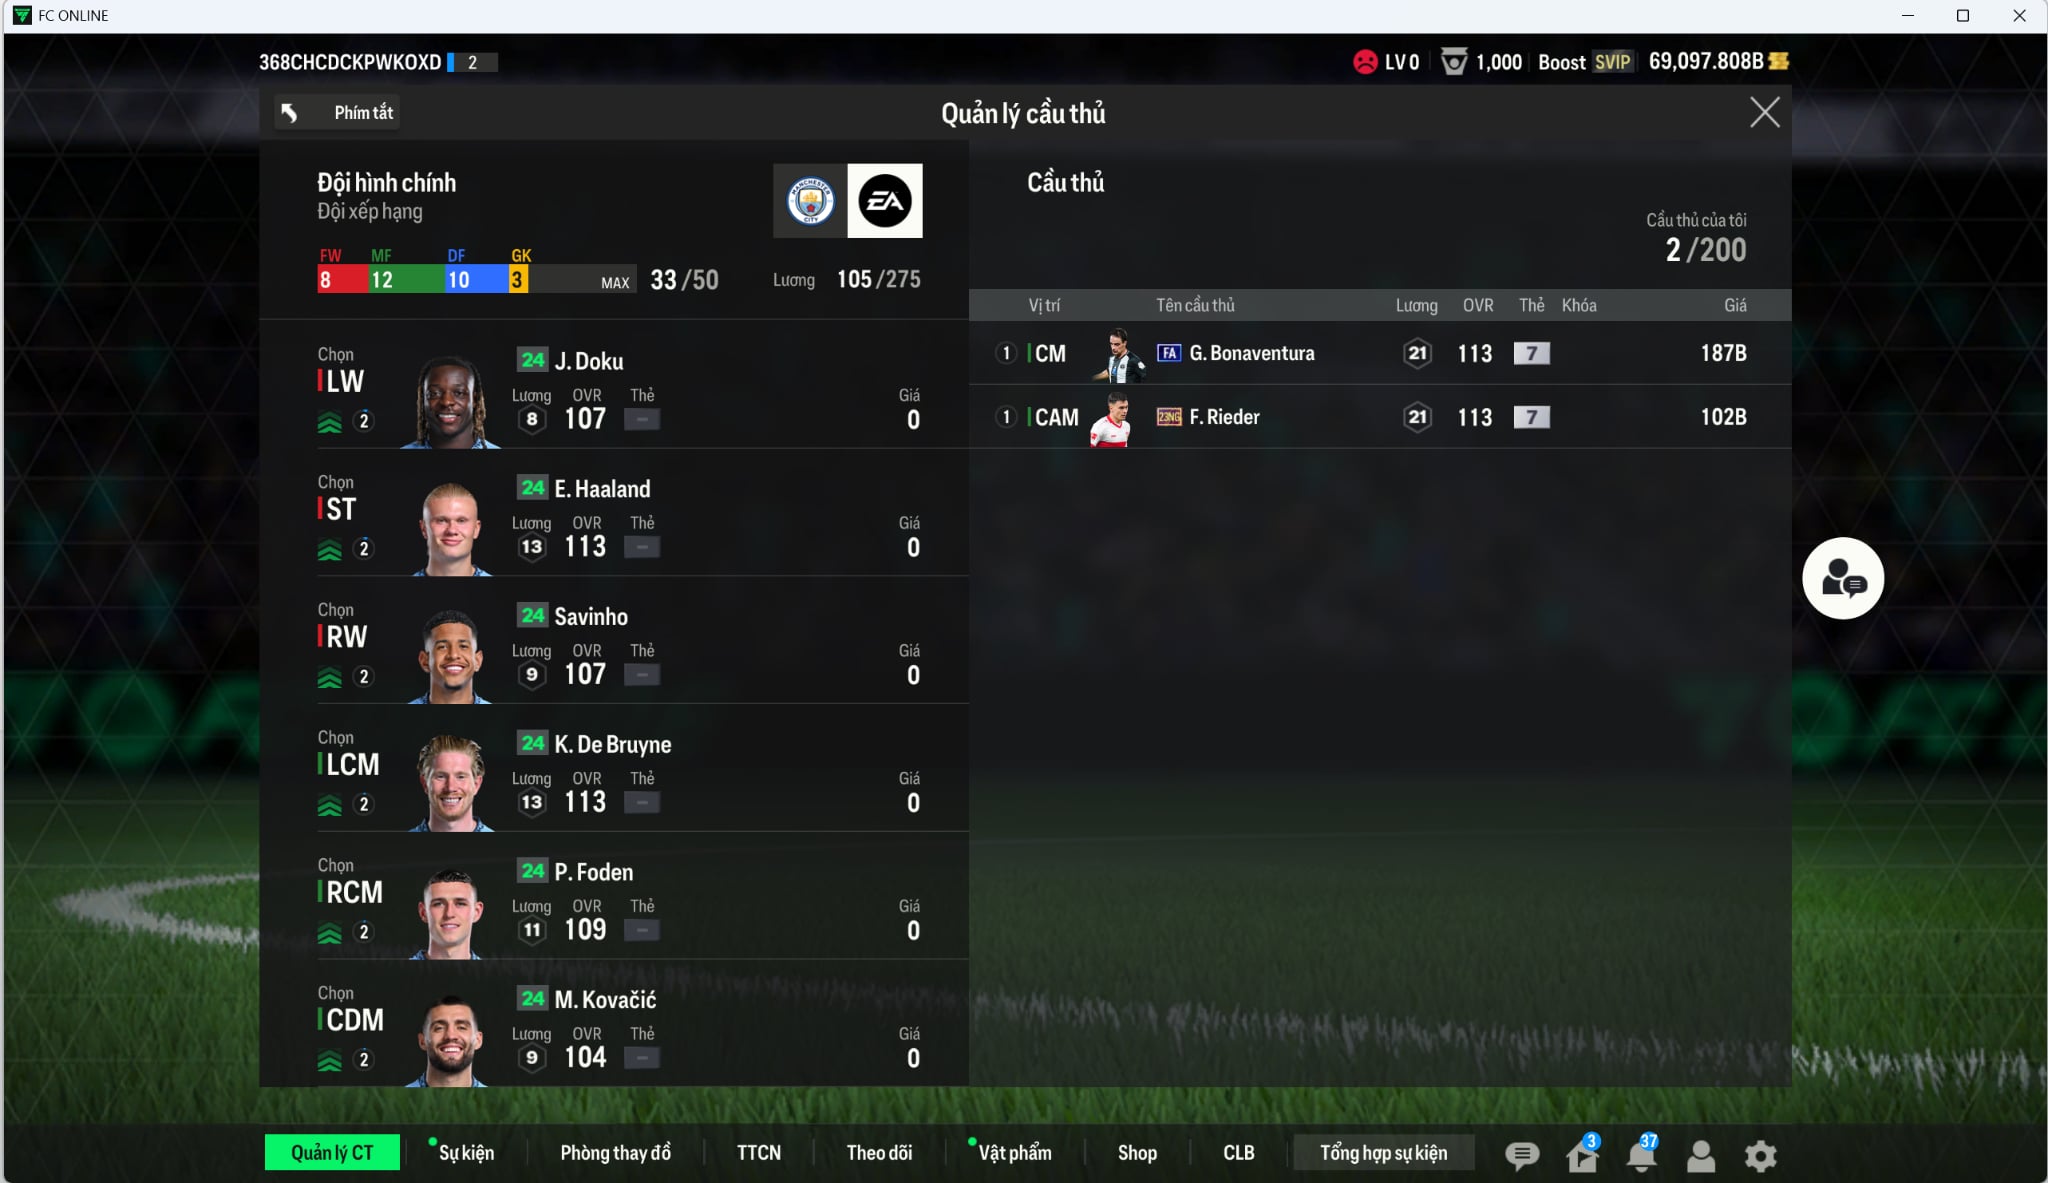 FC ONLINE
368CHCDCKPWKOXD 2
LV 0 1,000 Boost SVIP 69,097.808B
Phím tắt
Quản lý cầu thủ
Đội hình chính
Đội xếp hạng
MANCHESTER CITY
EA
FW MF DF GK
8 12 10 3 MAX 33/50
Lương 105/275
Chọn
LW
2
24 J. Doku
Lương OVR Thẻ Giá
8 107 - 0
Chọn
ST
2
24 E. Haaland
Lương OVR Thẻ Giá
13 113 - 0
Chọn
RW
2
24 Savinho
Lương OVR Thẻ Giá
9 107 - 0
Chọn
LCM
2
24 K. De Bruyne
Lương OVR Thẻ Giá
13 113 - 0
Chọn
RCM
2
24 P. Foden
Lương OVR Thẻ Giá
11 109 - 0
Chọn
CDM
2
24 M. Kovačić
Lương OVR Thẻ Giá
9 104 - 0
Cầu thủ
Cầu thủ của tôi
2/200
Vị trí Tên cầu thủ Lương OVR Thẻ Khóa Giá
1 CM FA G. Bonaventura 21 113 7 187B
1 CAM 23NG F. Rieder 21 113 7 102B
Quản lý CT Sự kiện Phòng thay đồ TTCN Theo dõi Vật phẩm Shop CLB Tổng hợp sự kiện 3 37